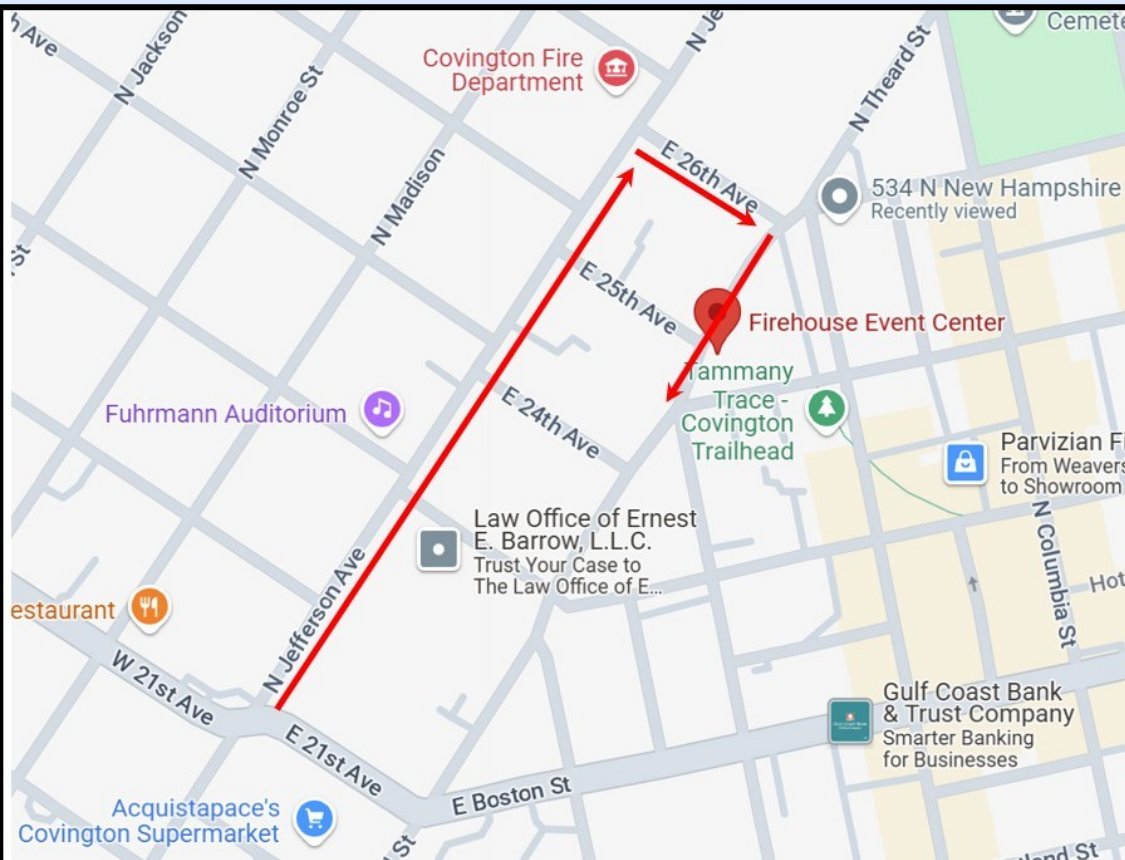 Ave
N Jackson
N Monroe St
N Madison
Covington Fire
Department
N Je
N Theard St
Cemete
E 26th Ave
534 N New Hampshire
Recently viewed
St
E 25th Ave
Firehouse Event Center
Tammany
Trace -
Covington
Trailhead
Fuhrmann Auditorium
E 24th Ave
Parvizian Fi
From Weavers
to Showroom
Law Office of Ernest
E. Barrow, L.L.C.
Trust Your Case to
The Law Office of E...
N Columbia St
Hot
estaurant
N Jefferson Ave
W 21st Ave
E 21st Ave
Gulf Coast Bank
& Trust Company
Smarter Banking
for Businesses
E Boston St
Acquistapace's
Covington Supermarket
St
land St